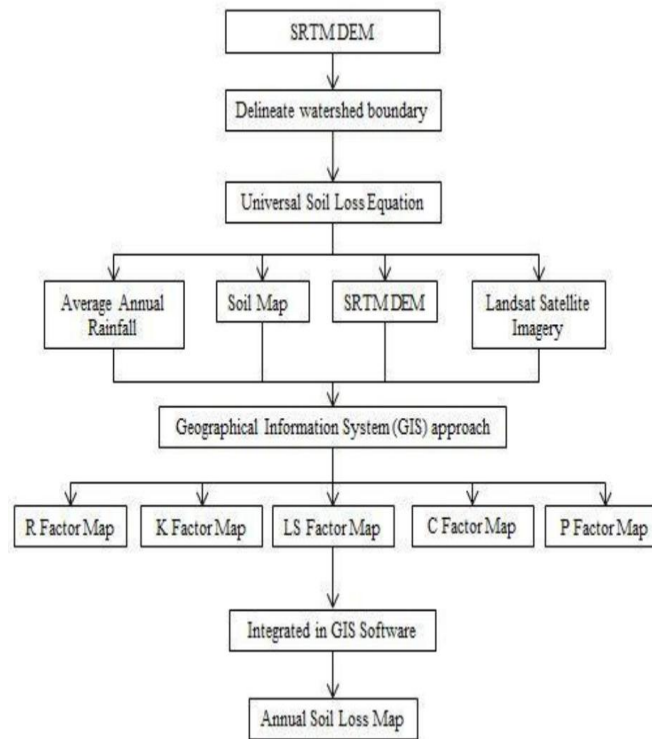 SRTM DEM
Delineate watershed boundary
Universal Soil Loss Equation
Average Annual
Rainfall
Soil Map
SRTM DEM
Landsat Satellite
Imagery
Geographical Information System (GIS) approach
R Factor Map
K Factor Map
LS Factor Map
C Factor Map
P Factor Map
Integrated in GIS Software
Annual Soil Loss Map